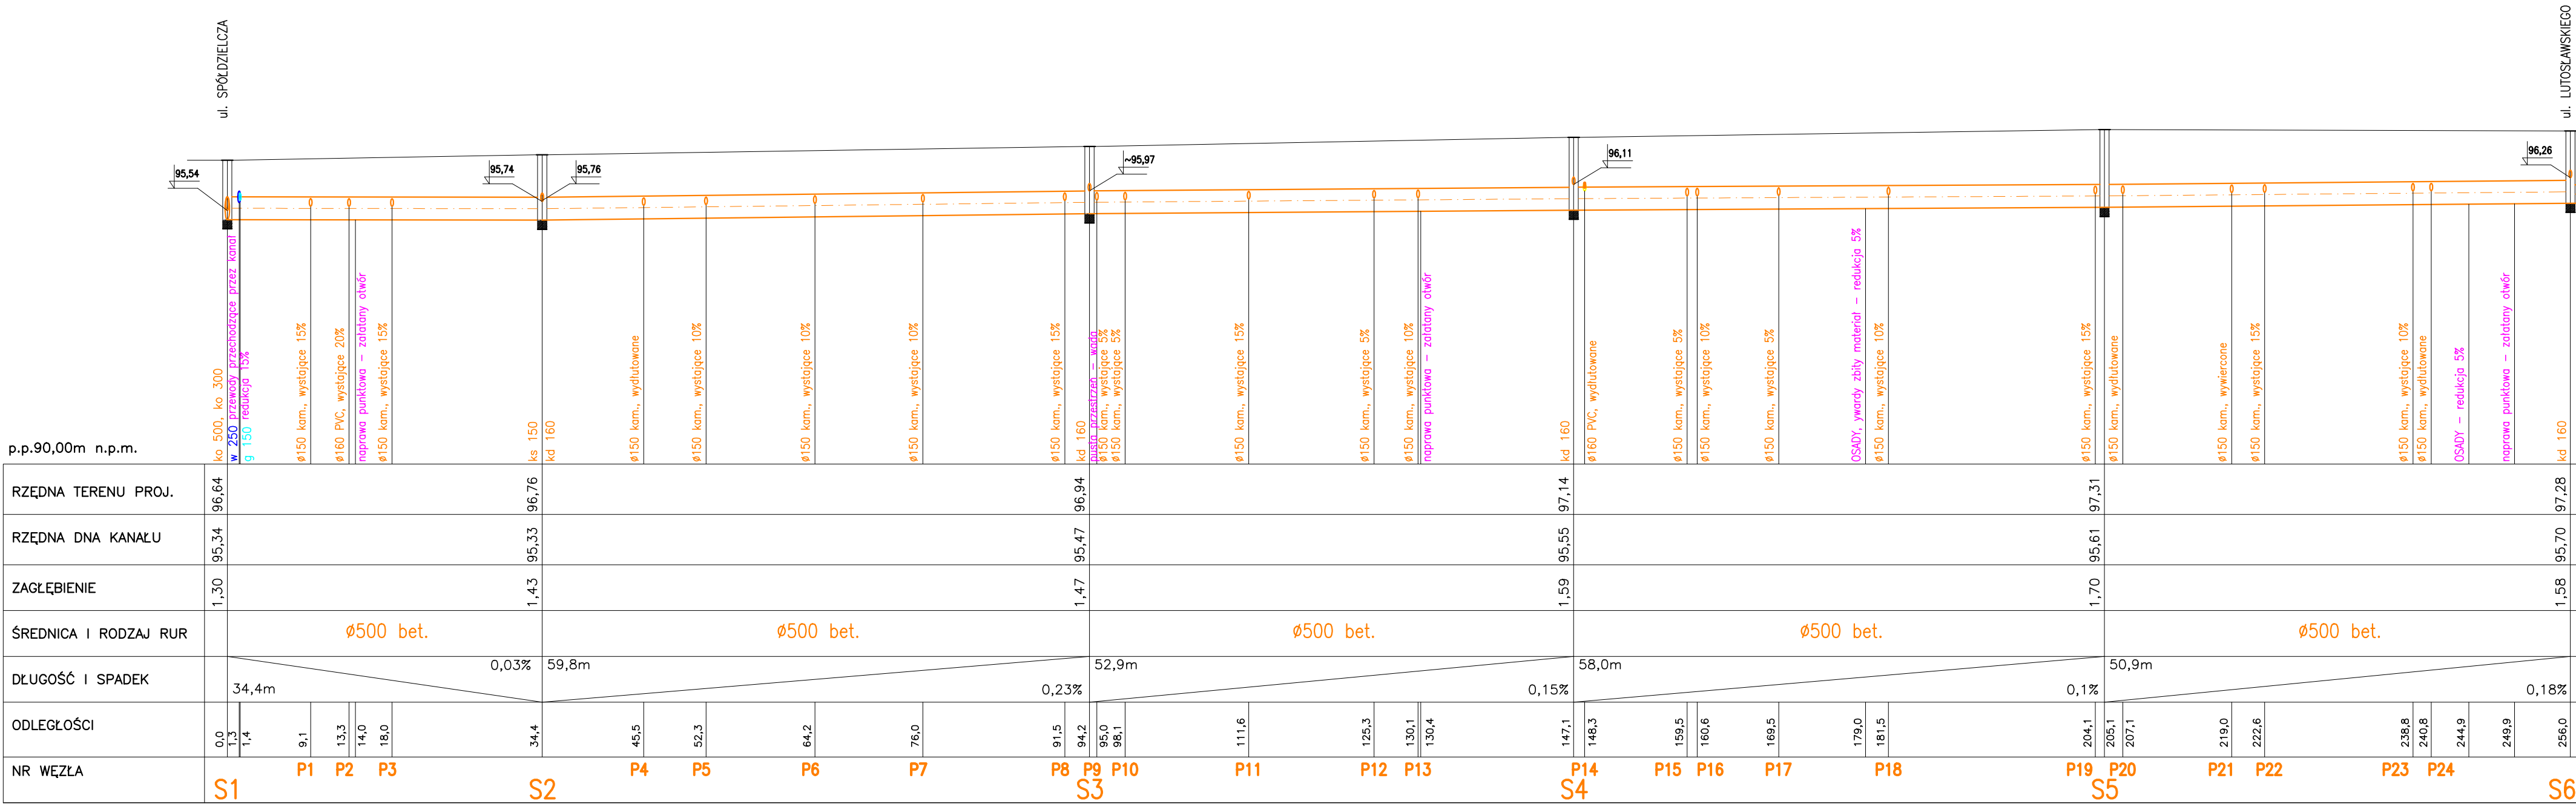 ul. SPÓŁDZIELCZA
ul. LUTOSŁAWSKIEGO
95,54
95,74
95,76
~95,97
96,11
96,26
ko 500, ko 300
w 250 przewody przechodzące przez kanał
g 150 redukcja 15%
ø150 kam., wystające 15%
ø160 PVC, wystające 20%
naprawa punktowa – załatany otwór
ø150 kam., wystające 15%
ks 150
kd 160
ø150 kam., wydłutowane
ø150 kam., wystające 10%
ø150 kam., wystające 10%
ø150 kam., wystające 10%
ø150 kam., wystające 15%
kd 160
pusta przestrzeń – wada
ø150 kam., wystające 5%
ø150 kam., wystające 5%
ø150 kam., wystające 15%
ø150 kam., wystające 5%
ø150 kam., wystające 10%
naprawa punktowa – załatany otwór
kd 160
ø160 PVC, wydłutowane
ø150 kam., wystające 5%
ø150 kam., wystające 10%
ø150 kam., wystające 5%
OSADY, ywardy zbity materiał – redukcja 5%
ø150 kam., wystające 10%
ø150 kam., wystające 15%
ø150 kam., wydłutowane
ø150 kam., wywiercone
ø150 kam., wystające 15%
ø150 kam., wystające 10%
ø150 kam., wydłutowane
OSADY – redukcja 5%
naprawa punktowa – załatany otwór
kd 160
p.p.90,00m n.p.m.
RZĘDNA TERENU PROJ. 96,64 96,76 96,94 97,14 97,31 97,28
RZĘDNA DNA KANAŁU 95,34 95,33 95,47 95,55 95,61 95,70
ZAGŁĘBIENIE 1,30 1,43 1,47 1,59 1,70 1,58
ŚREDNICA I RODZAJ RUR ø500 bet. ø500 bet. ø500 bet. ø500 bet. ø500 bet.
DŁUGOŚĆ I SPADEK 34,4m 0,03% 59,8m 0,23% 52,9m 0,15% 58,0m 0,1% 50,9m 0,18%
ODLEGŁOŚCI 0,0 1,3 1,4 9,1 13,3 14,0 18,0 34,4 45,5 52,3 64,2 76,0 91,5 94,2 95,0 98,1 111,6 125,3 130,1 130,4 147,1 148,3 159,5 160,6 169,5 179,0 181,5 204,1 205,1 207,1 219,0 222,6 238,8 240,8 244,9 249,9 256,0
NR WĘZŁA P1 P2 P3 P4 P5 P6 P7 P8 P9 P10 P11 P12 P13 P14 P15 P16 P17 P18 P19 P20 P21 P22 P23 P24
S1 S2 S3 S4 S5 S6